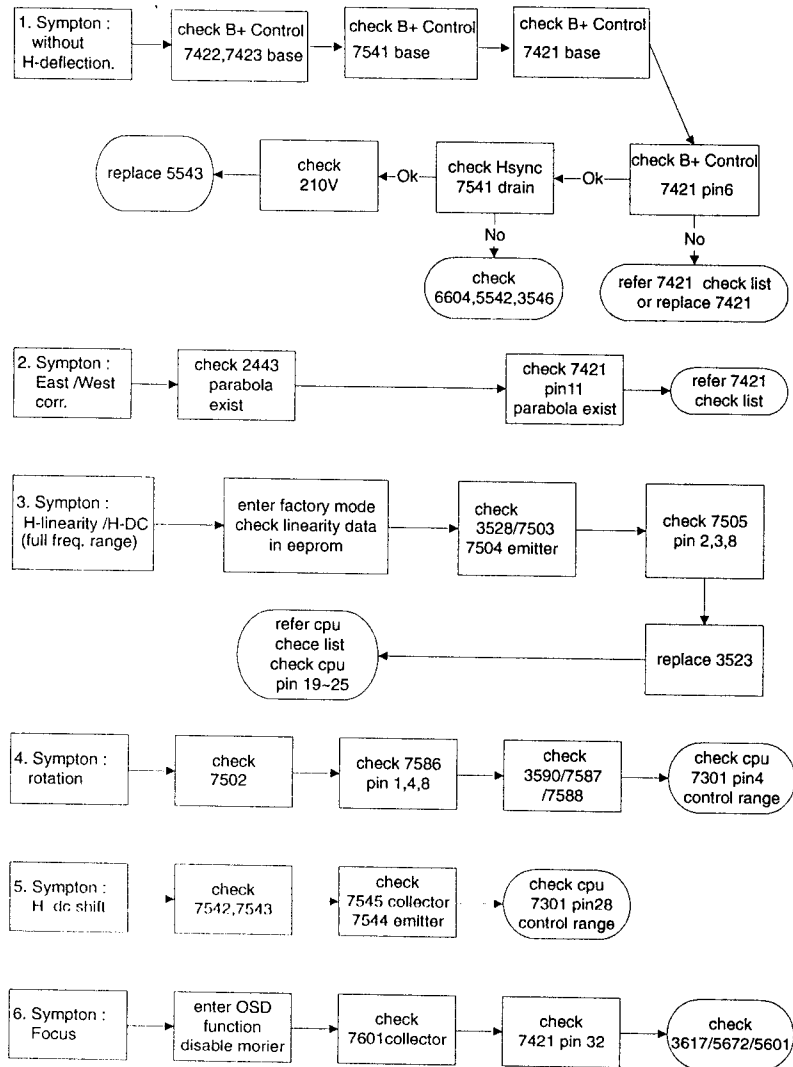 1. Sympton :
without
H-deflection.
check B+ Control
7422,7423 base
check B+ Control
7541 base
check B+ Control
7421 base
check B+ Control
7421 pin6
Ok
check Hsync
7541 drain
Ok
check
210V
replace 5543
No
check
6604,5542,3546
No
refer 7421 check list
or replace 7421
2. Sympton :
East /West
corr.
check 2443
parabola
exist
check 7421
pin11
parabola exist
refer 7421
check list
3. Sympton :
H-linearity /H-DC
(full freq. range)
enter factory mode
check linearity data
in eeprom
check
3528/7503
7504 emitter
check 7505
pin 2,3,8
replace 3523
refer cpu
chece list
check cpu
pin 19~25
4. Sympton :
rotation
check
7502
check 7586
pin 1,4,8
check
3590/7587
/7588
check cpu
7301 pin4
control range
5. Sympton :
H dc shift
check
7542,7543
check
7545 collector
7544 emitter
check cpu
7301 pin28
control range
6. Sympton :
Focus
enter OSD
function
disable morier
check
7601collector
check
7421 pin 32
check
3617/5672/5601/